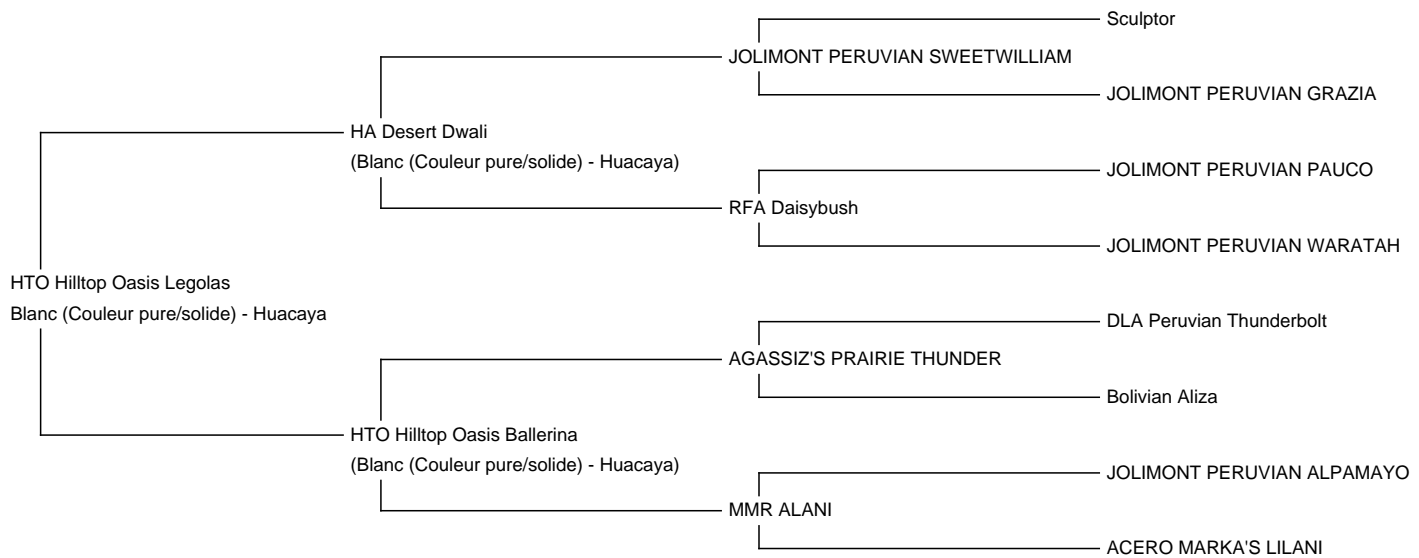 Sculptor
JOLIMONT PERUVIAN SWEETWILLIAM
JOLIMONT PERUVIAN GRAZIA
HA Desert Dwali
(Blanc (Couleur pure/solide) - Huacaya)
JOLIMONT PERUVIAN PAUCO
RFA Daisybush
JOLIMONT PERUVIAN WARATAH
HTO Hilltop Oasis Legolas
Blanc (Couleur pure/solide) - Huacaya
DLA Peruvian Thunderbolt
AGASSIZ'S PRAIRIE THUNDER
Bolivian Aliza
HTO Hilltop Oasis Ballerina
(Blanc (Couleur pure/solide) - Huacaya)
JOLIMONT PERUVIAN ALPAMAYO
MMR ALANI
ACERO MARKA'S LILANI